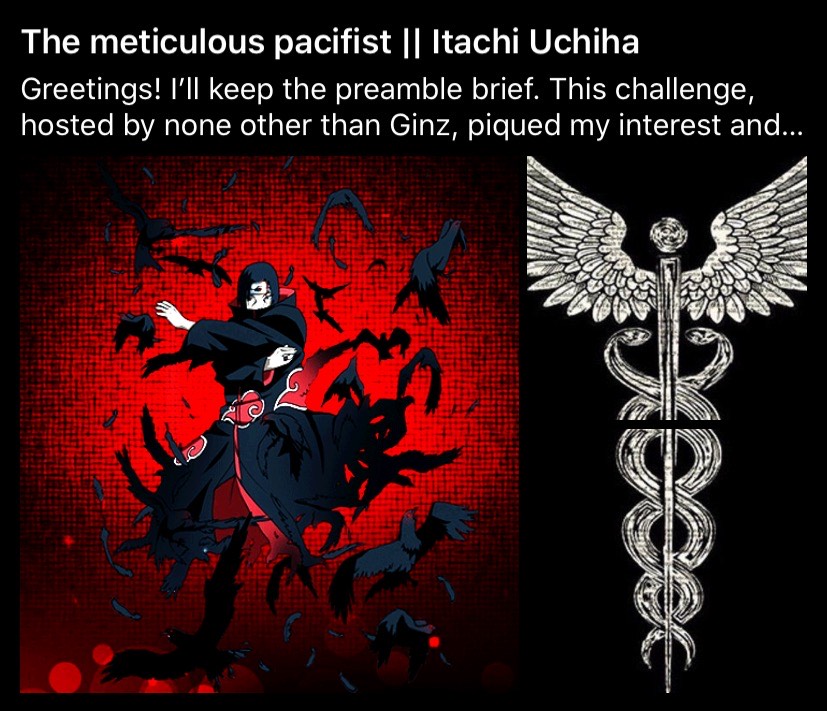 The meticulous pacifist || Itachi Uchiha
Greetings! I’ll keep the preamble brief. This challenge,
hosted by none other than Ginz, piqued my interest and...